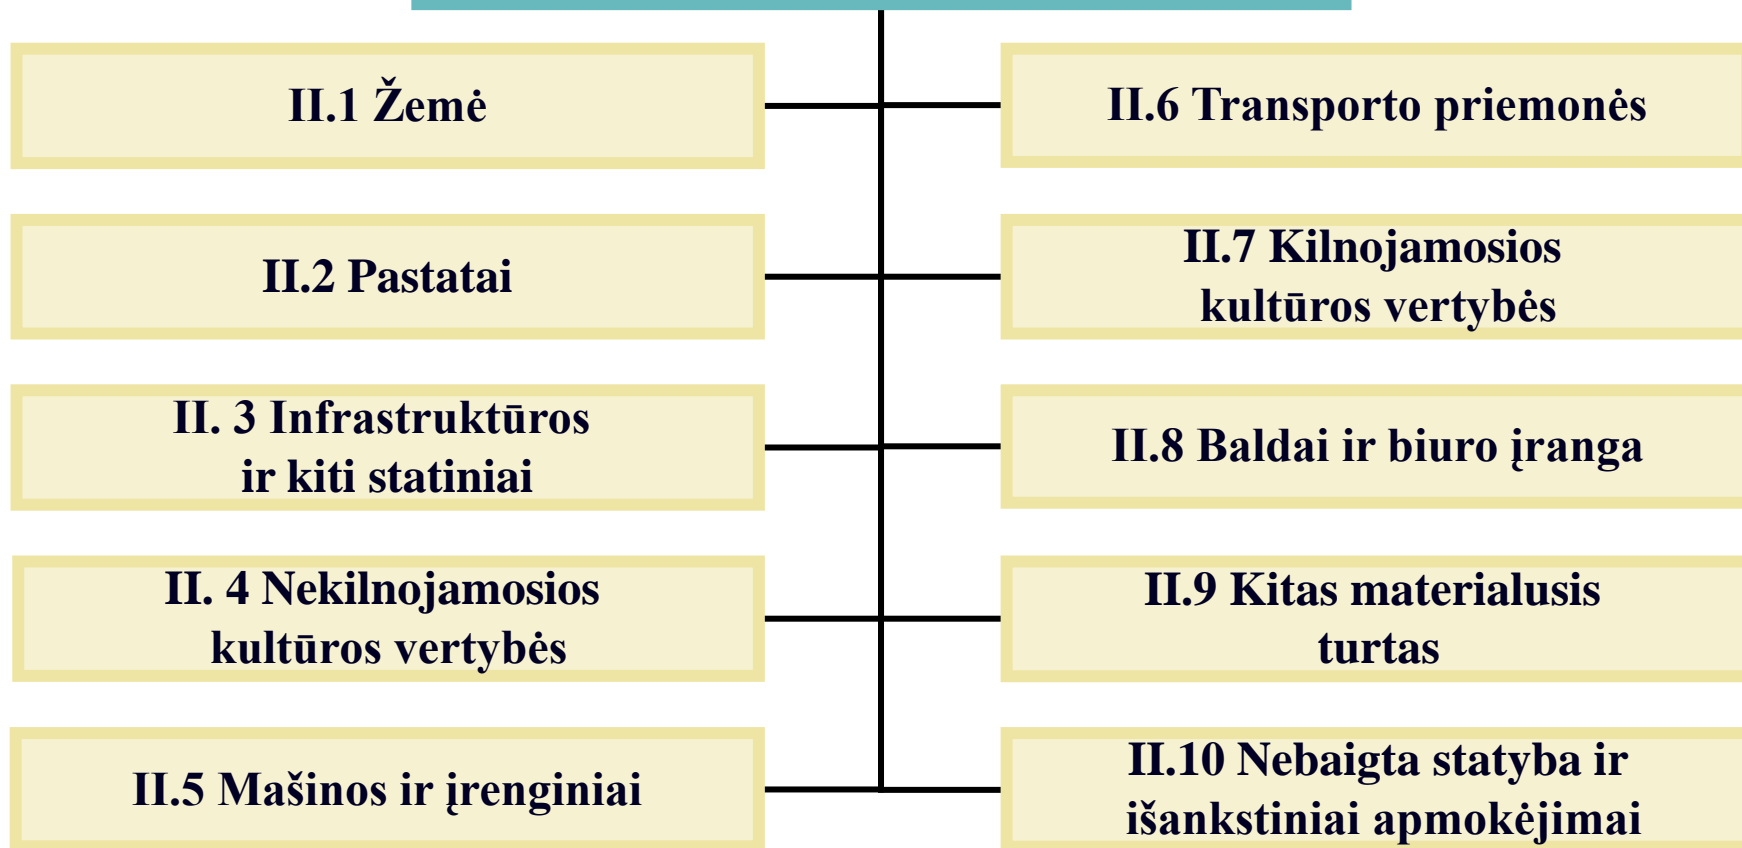 II.1 Žemė
II.2 Pastatai
II. 3 Infrastruktūros
ir kiti statiniai
II. 4 Nekilnojamosios
kultūros vertybės
II.5 Mašinos ir įrenginiai
II.6 Transporto priemonės
II.7 Kilnojamosios
kultūros vertybės
II.8 Baldai ir biuro įranga
II.9 Kitas materialusis
turtas
II.10 Nebaigta statyba ir
išankstiniai apmokėjimai